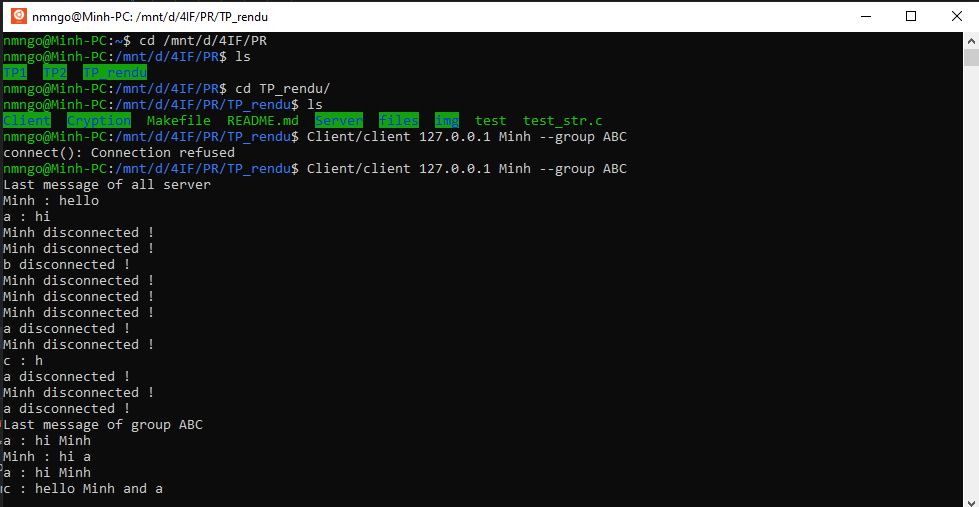 nmngo@Minh-PC: /mnt/d/4IF/PR/TP_rendu
nmngo@Minh-PC:~$ cd /mnt/d/4IF/PR
nmngo@Minh-PC:/mnt/d/4IF/PR$ ls
TP1  TP2  TP_rendu
nmngo@Minh-PC:/mnt/d/4IF/PR$ cd TP_rendu/
nmngo@Minh-PC:/mnt/d/4IF/PR/TP_rendu$ ls
Client  Cryption  Makefile  README.md  Server  files  img  test  test_str.c
nmngo@Minh-PC:/mnt/d/4IF/PR/TP_rendu$ Client/client 127.0.0.1 Minh --group ABC
connect(): Connection refused
nmngo@Minh-PC:/mnt/d/4IF/PR/TP_rendu$ Client/client 127.0.0.1 Minh --group ABC
Last message of all server
Minh : hello
a : hi
Minh disconnected !
Minh disconnected !
b disconnected !
Minh disconnected !
Minh disconnected !
Minh disconnected !
a disconnected !
Minh disconnected !
c : h
a disconnected !
Minh disconnected !
a disconnected !
Last message of group ABC
a : hi Minh
Minh : hi a
a : hi Minh
c : hello Minh and a